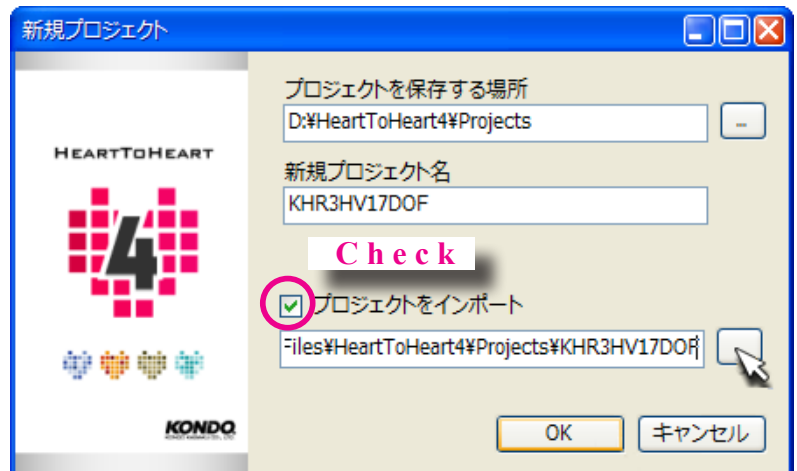 新規プロジェクト
プロジェクトを保存する場所
D:¥HeartToHeart4¥Projects
...
HEARTTOHEART
4
新規プロジェクト名
KHR3HV17DOF
Check
プロジェクトをインポート
Files¥HeartToHeart4¥Projects¥KHR3HV17DOF
KONDO
OK
キャンセル